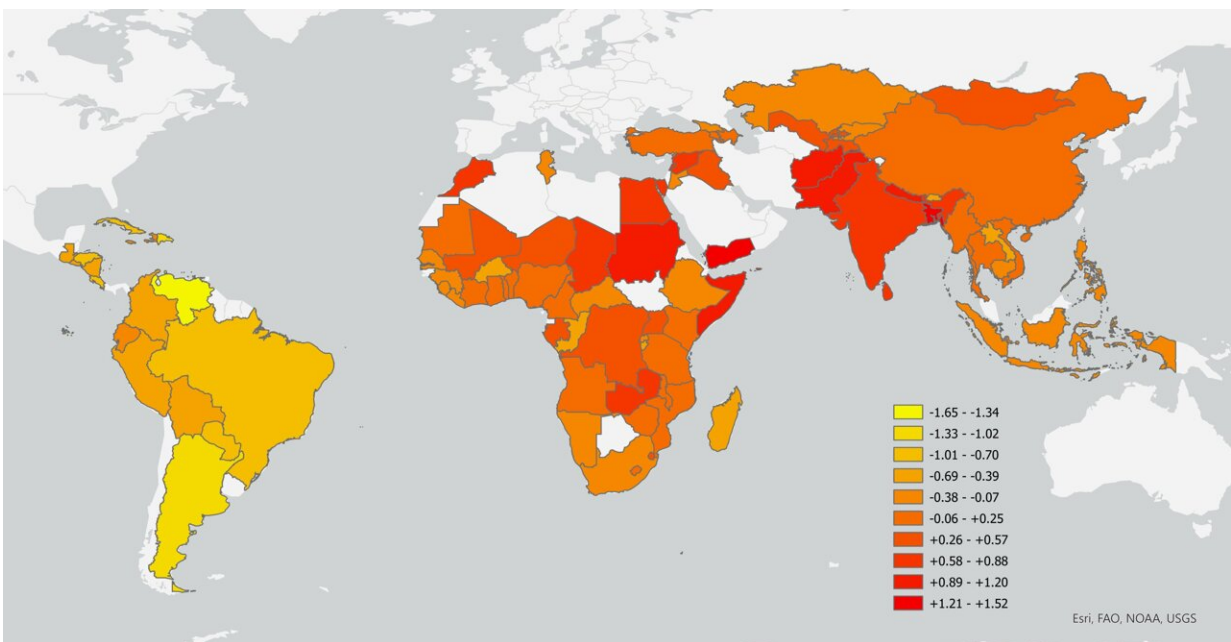 -1.65 - -1.34
-1.33 - -1.02
-1.01 - -0.70
-0.69 - -0.39
-0.38 - -0.07
-0.06 - +0.25
+0.26 - +0.57
+0.58 - +0.88
+0.89 - +1.20
+1.21 - +1.52
Esri, FAO, NOAA, USGS